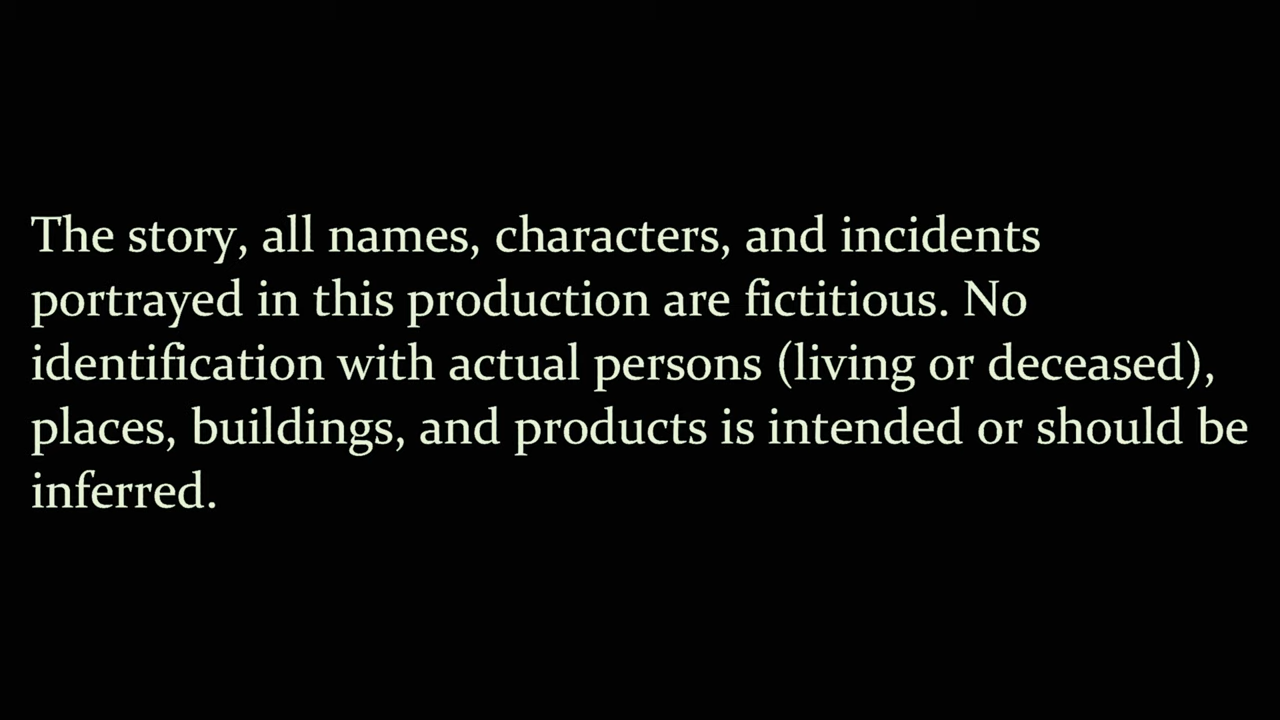 The story, all names, characters, and incidents
portrayed in this production are fictitious. No
identification with actual persons (living or deceased),
places, buildings, and products is intended or should be
inferred.